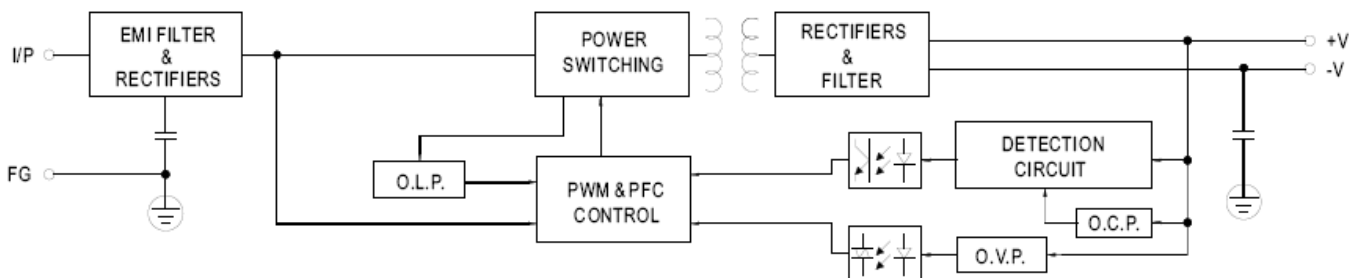 I/P
EMI FILTER
&
RECTIFIERS
POWER
SWITCHING
RECTIFIERS
&
FILTER
+V
-V
FG
O.L.P.
PWM & PFC
CONTROL
DETECTION
CIRCUIT
O.C.P.
O.V.P.